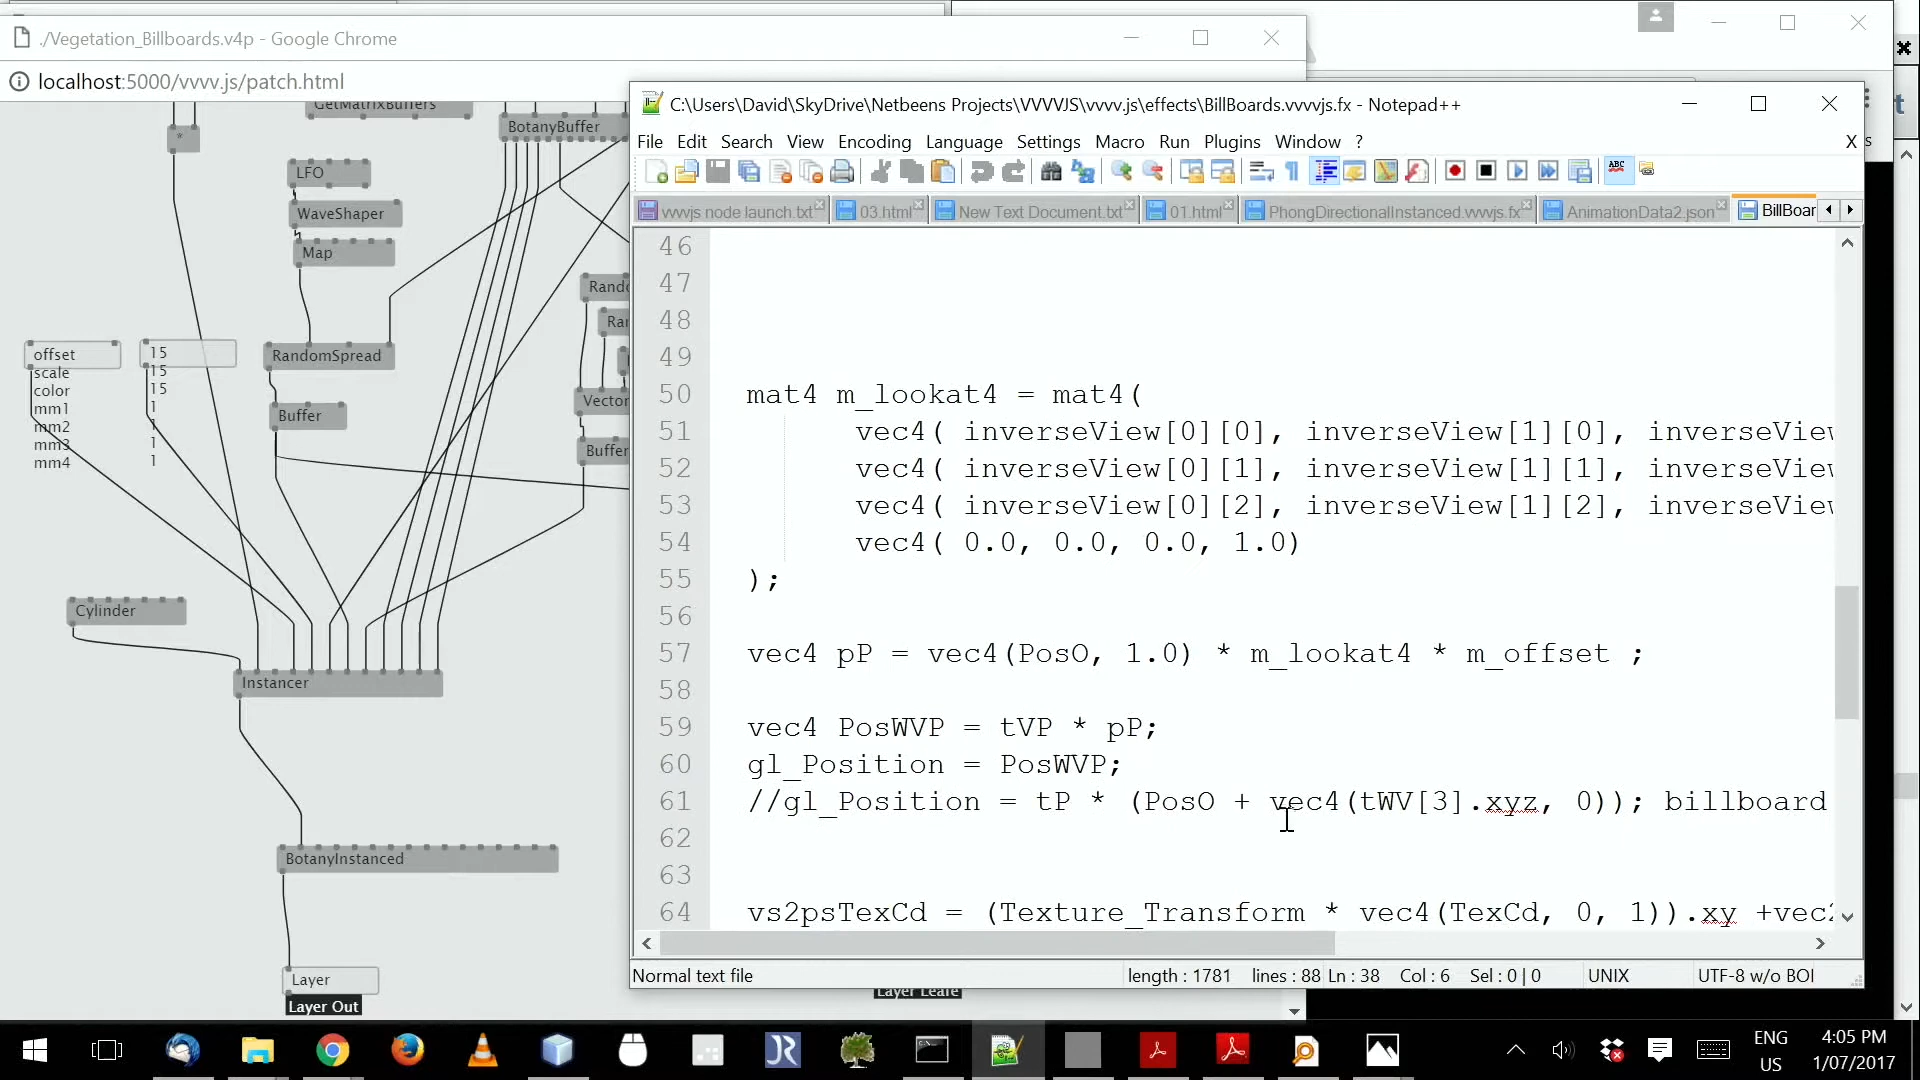 ./Vegetation_Billboards.v4p - Google Chrome
localhost:5000/vvvv.js/patch.html
GetMatrixBuffers
*
BotanyBuffer
LFO
WaveShaper
Map
Rando
Rar
offset
scale
color
mm1
mm2
mm3
mm4
15
15
15
1
1
1
1
RandomSpread
Buffer
Vector
Buffer
Cylinder
Instancer
BotanyInstanced
Layer
Layer Out
C:\Users\David\SkyDrive\Netbeens Projects\VVVVJS\vvvv.js\effects\BillBoards.vvvvjs.fx - Notepad++
File Edit Search View Encoding Language Settings Macro Run Plugins Window ?
X
vvvvjs node launch.txt 03.html New Text Document.txt 01.html PhongDirectionalInstanced.vvvvjs.fx AnimationData2.json BillBoar
46
47
48
49
50 mat4 m_lookat4 = mat4(
51 vec4( inverseView[0][0], inverseView[1][0], inverseView
52 vec4( inverseView[0][1], inverseView[1][1], inverseView
53 vec4( inverseView[0][2], inverseView[1][2], inverseView
54 vec4( 0.0, 0.0, 0.0, 1.0)
55 );
56
57 vec4 pP = vec4(PosO, 1.0) * m_lookat4 * m_offset ;
58
59 vec4 PosWVP = tVP * pP;
60 gl_Position = PosWVP;
61 //gl_Position = tP * (PosO + vec4(tWV[3].xyz, 0)); billboard
62
63
64 vs2psTexCd = (Texture_Transform * vec4(TexCd, 0, 1)).xy +vec2
Normal text file length : 1781 lines : 88 Ln : 38 Col : 6 Sel : 0 | 0 UNIX UTF-8 w/o BOI
ENG
US
4:05 PM
1/07/2017